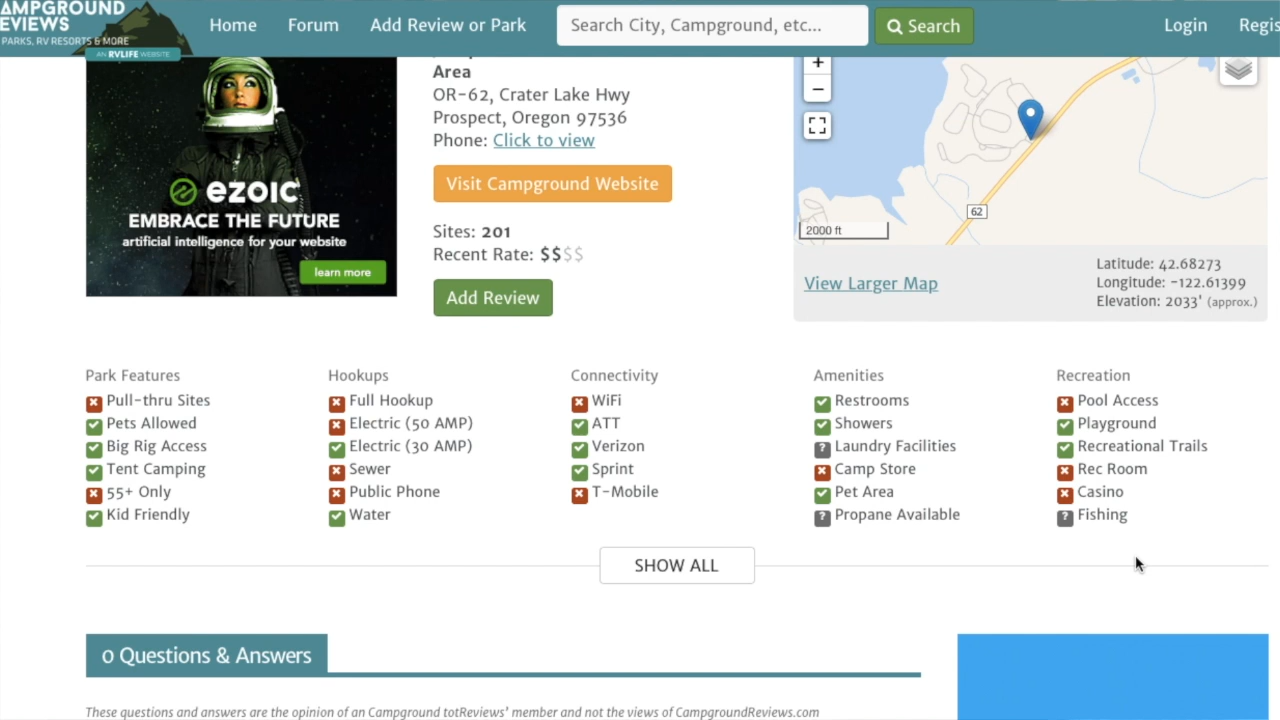 AMPGROUND
EVIEWS
PARKS, RV RESORTS & MORE
AN RVLIFE WEBSITE
Home
Forum
Add Review or Park
Search City, Campground, etc...
Search
Login
Regis
ezoic
EMBRACE THE FUTURE
artificial intelligence for your website
learn more
Area
OR-62, Crater Lake Hwy
Prospect, Oregon 97536
Phone: Click to view
Visit Campground Website
Sites: 201
Recent Rate: $$$$
Add Review
+
−
62
2000 ft
View Larger Map
Latitude: 42.68273
Longitude: -122.61399
Elevation: 2033' (approx.)
Park Features
Pull-thru Sites
Pets Allowed
Big Rig Access
Tent Camping
55+ Only
Kid Friendly
Hookups
Full Hookup
Electric (50 AMP)
Electric (30 AMP)
Sewer
Public Phone
Water
Connectivity
WiFi
ATT
Verizon
Sprint
T-Mobile
Amenities
Restrooms
Showers
? Laundry Facilities
Camp Store
Pet Area
? Propane Available
Recreation
Pool Access
Playground
Recreational Trails
Rec Room
Casino
? Fishing
SHOW ALL
0 Questions & Answers
These questions and answers are the opinion of an Campground totReviews' member and not the views of CampgroundReviews.com